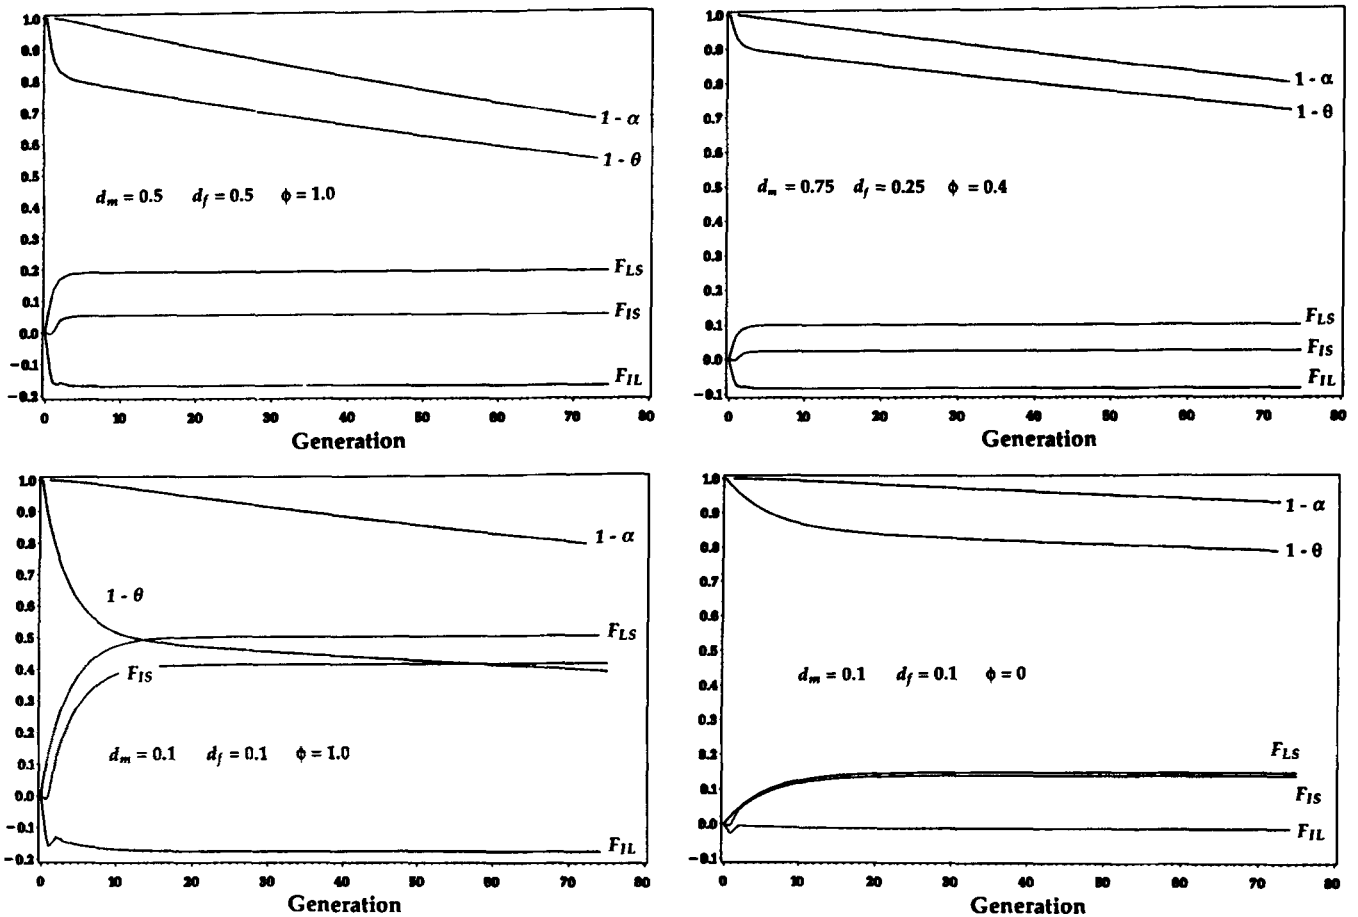 1.0
0.9
0.8
0.7
0.6
0.5
0.4
0.3
0.2
0.1
0.0
−0.1
−0.2
1 - α
1 - θ
d_m = 0.5 d_f = 0.5 ϕ = 1.0
F_LS
F_IS
F_IL
0 10 20 30 40 50 60 70 80
Generation
1.0
0.9
0.8
0.7
0.6
0.5
0.4
0.3
0.2
0.1
0.0
−0.1
1 - α
1 - θ
d_m = 0.75 d_f = 0.25 ϕ = 0.4
F_LS
F_IS
F_IL
0 10 20 30 40 50 60 70 80
Generation
1.0
0.9
0.8
0.7
0.6
0.5
0.4
0.3
0.2
0.1
0.0
−0.1
−0.2
1 - α
1 - θ
F_LS
F_IS
d_m = 0.1 d_f = 0.1 ϕ = 1.0
F_IL
0 10 20 30 40 50 60 70 80
Generation
1.0
0.9
0.8
0.7
0.6
0.5
0.4
0.3
0.2
0.1
0.0
−0.1
1 - α
1 - θ
d_m = 0.1 d_f = 0.1 ϕ = 0
F_LS
F_IS
F_IL
0 10 20 30 40 50 60 70 80
Generation